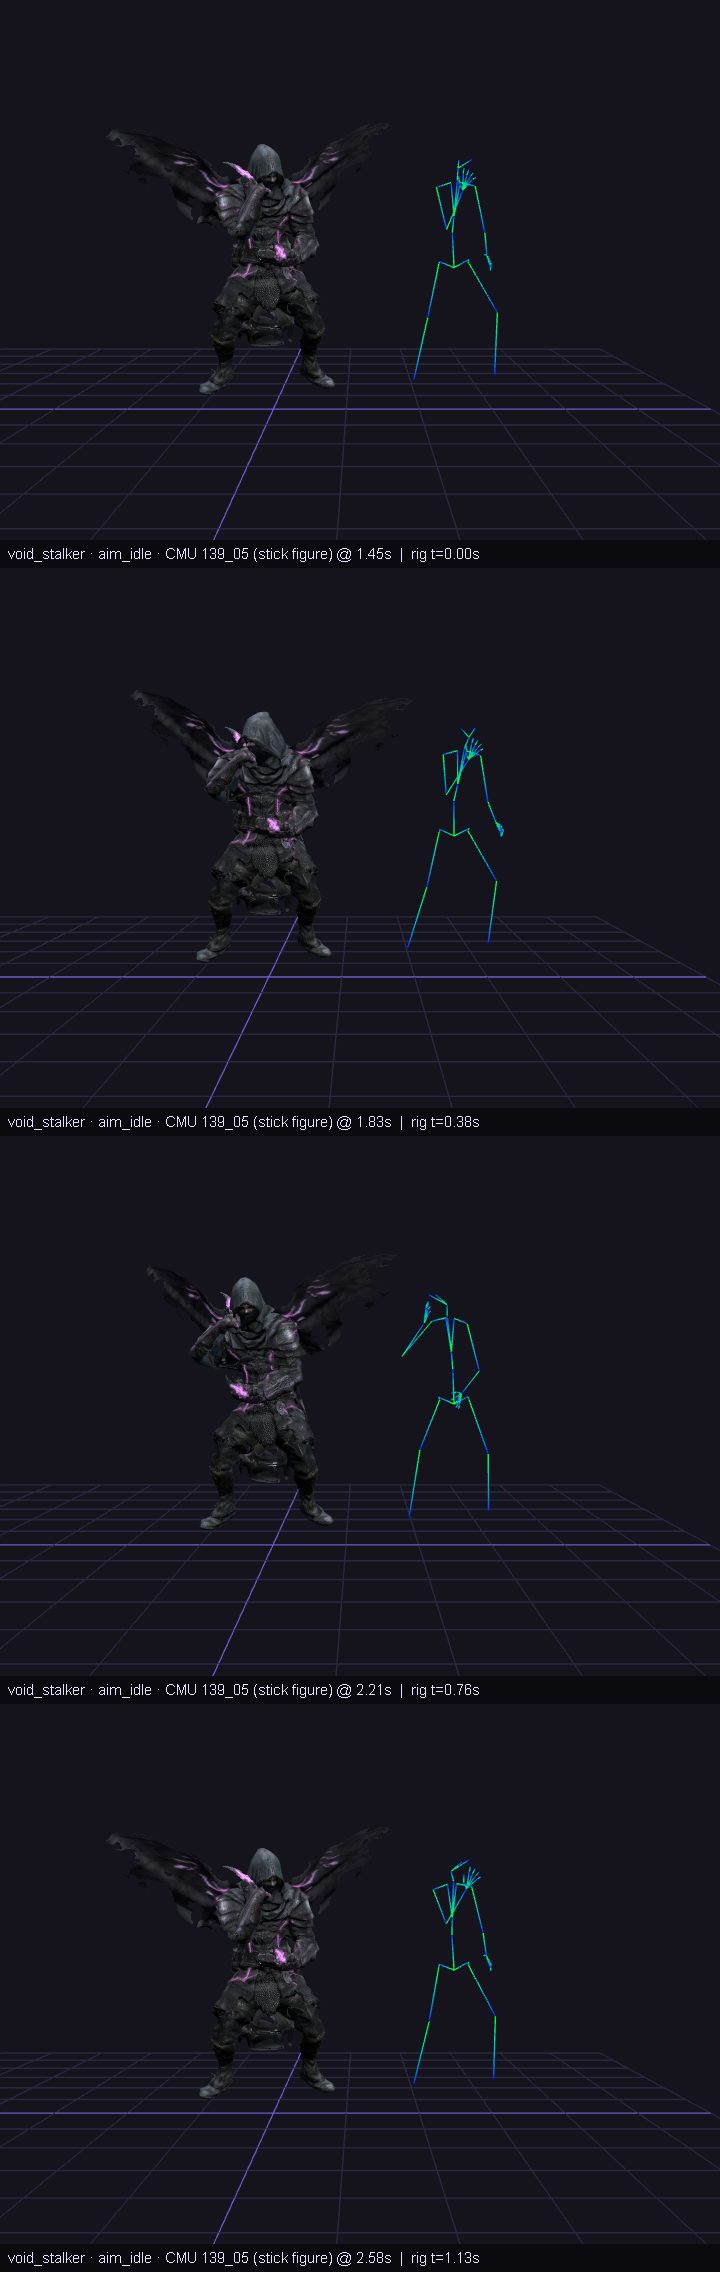 void_stalker · aim_idle · CMU 139_05 (stick figure) @ 1.45s | rig t=0.00s
void_stalker · aim_idle · CMU 139_05 (stick figure) @ 1.83s | rig t=0.38s
void_stalker · aim_idle · CMU 139_05 (stick figure) @ 2.21s | rig t=0.76s
void_stalker · aim_idle · CMU 139_05 (stick figure) @ 2.58s | rig t=1.13s